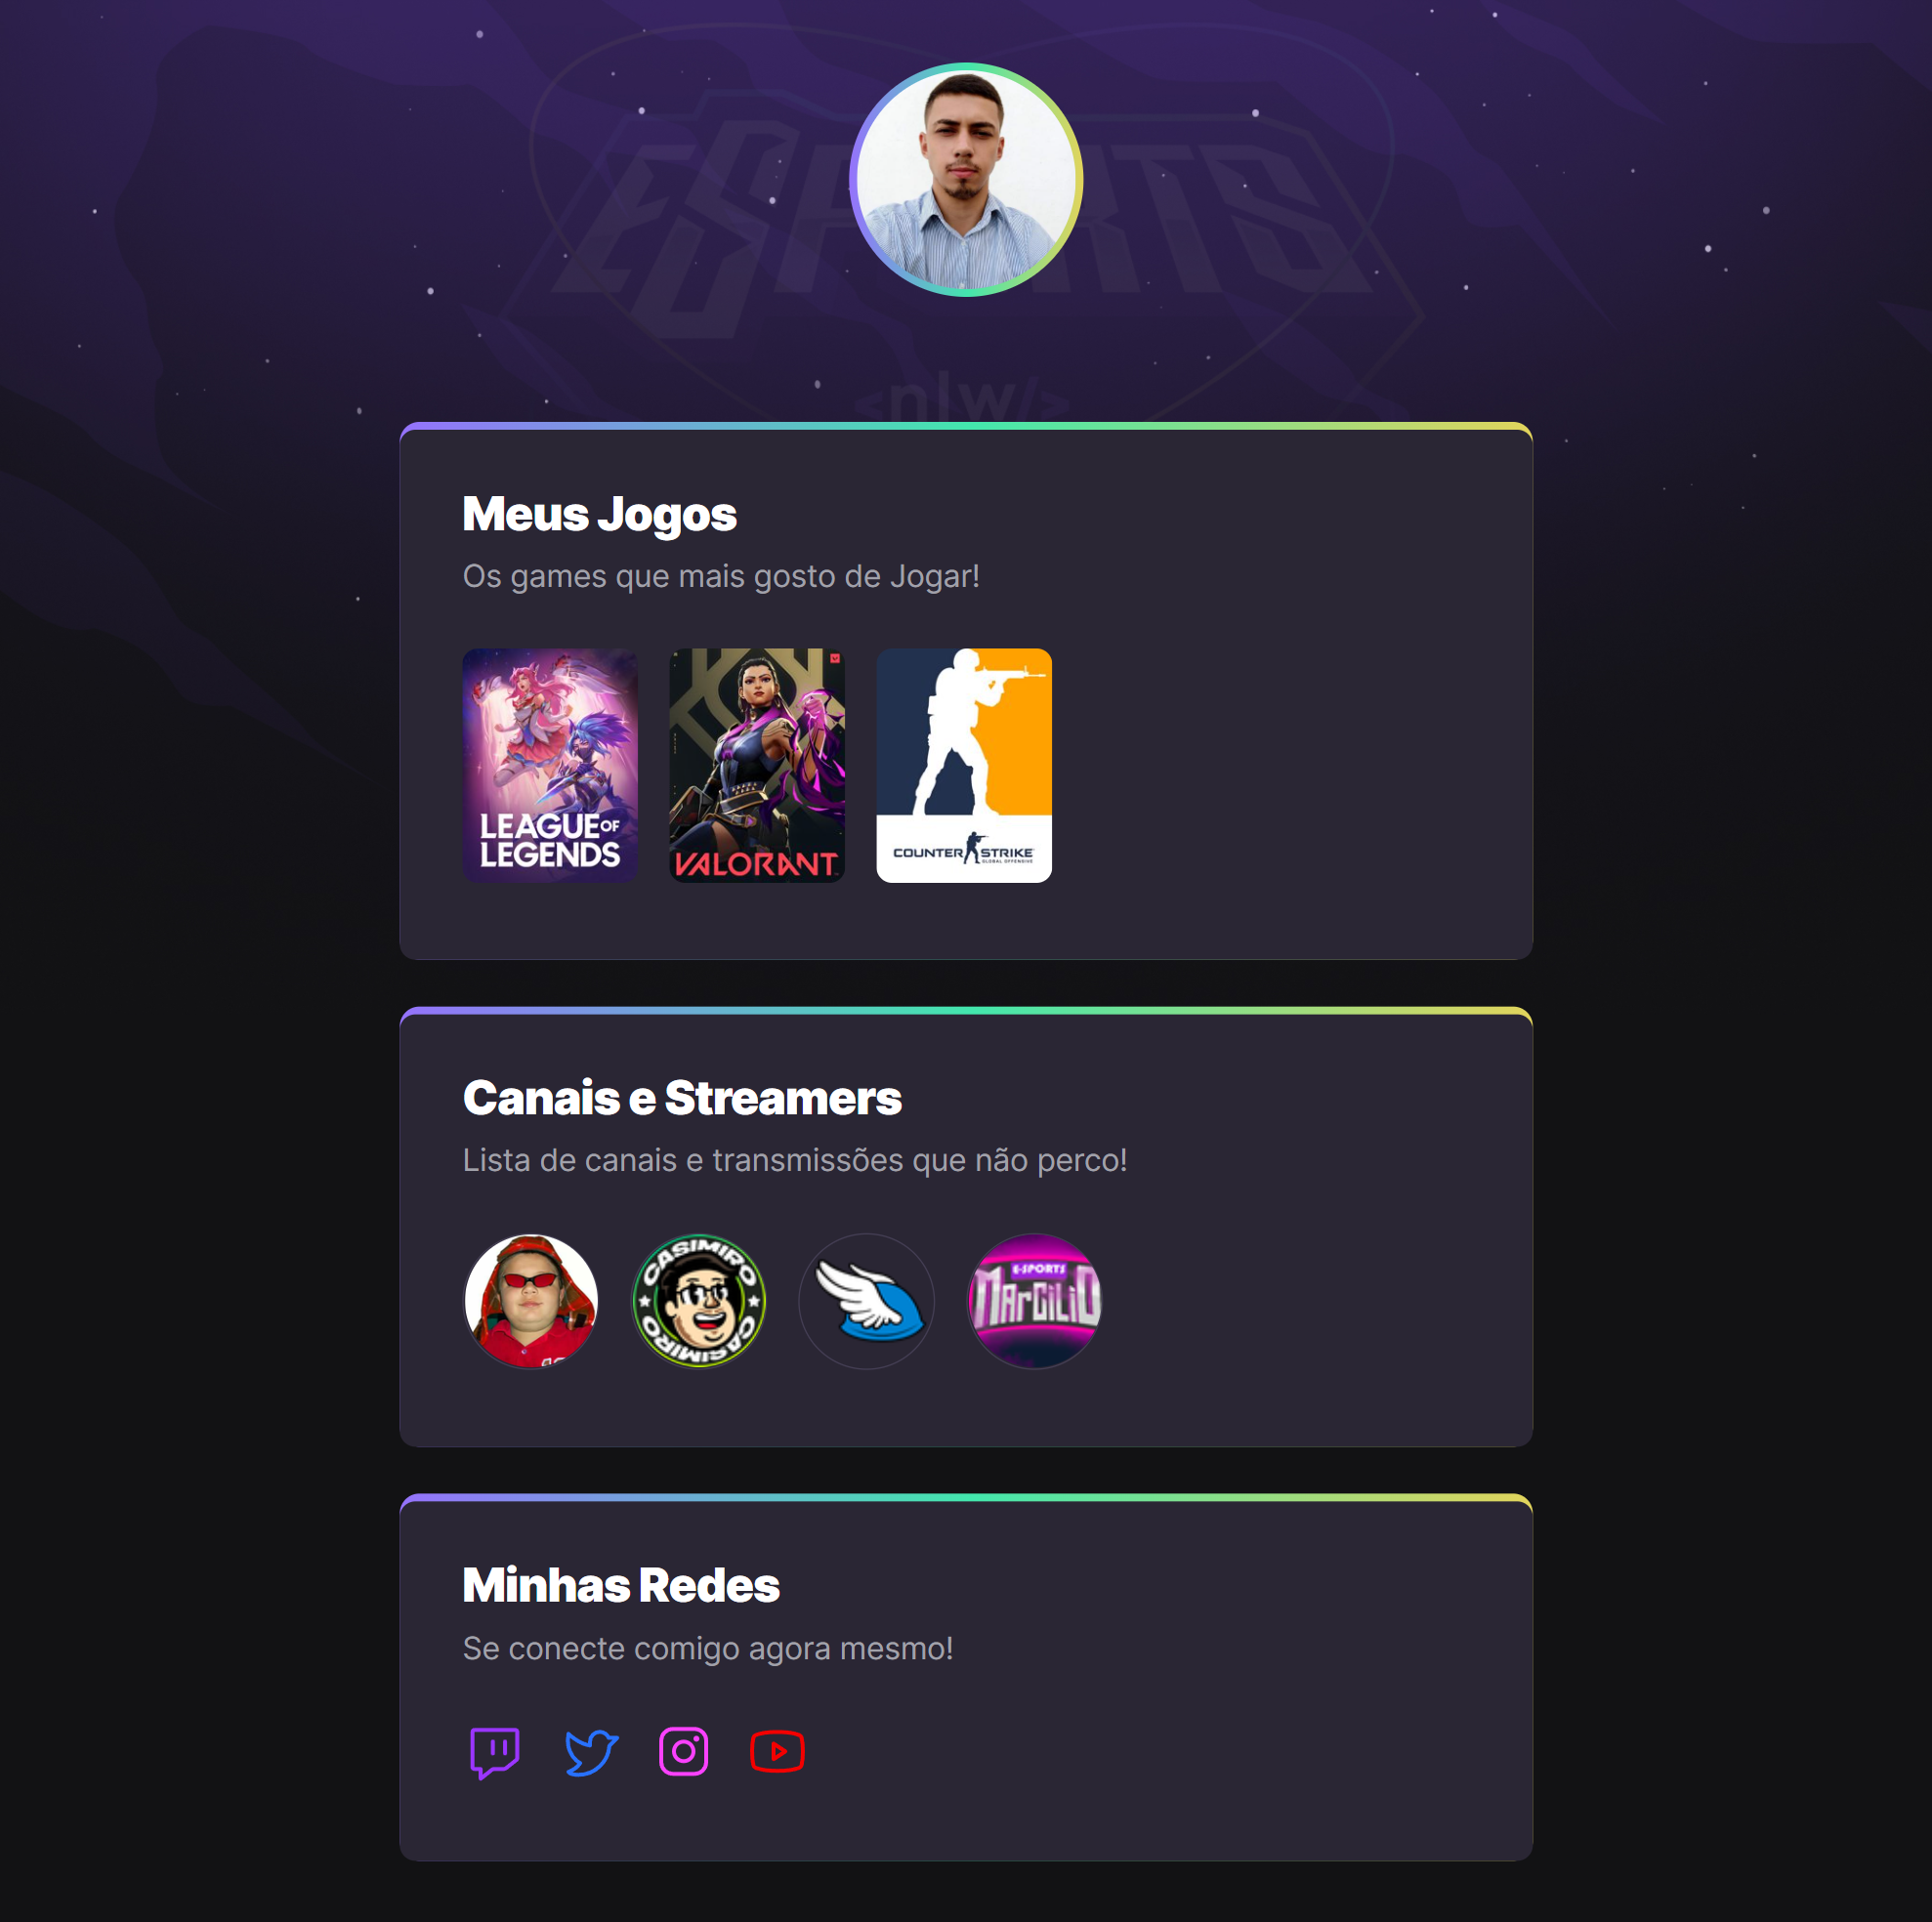 ESPORTS
<nlw/>
Meus Jogos
Os games que mais gosto de Jogar!
LEAGUE OF
LEGENDS
VALORANT
COUNTER STRIKE
GLOBAL OFFENSIVE
Canais e Streamers
Lista de canais e transmissões que não perco!
CASIMIRO
CASIMIRO
E-SPORTS
MARCILIO
Minhas Redes
Se conecte comigo agora mesmo!